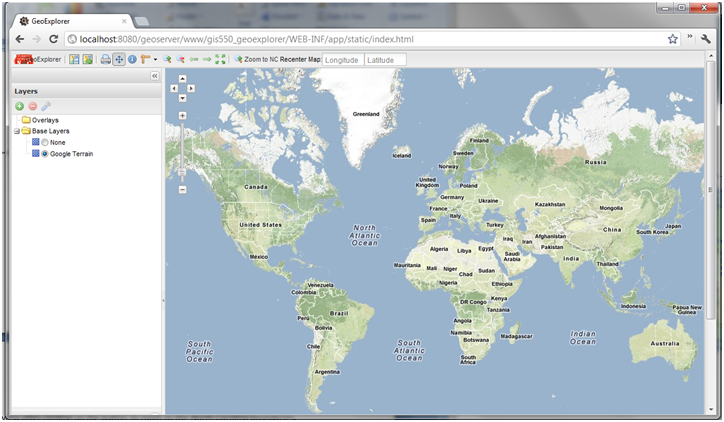 GeoExplorer
localhost:8080/geoserver/www/gis550_geoexplorer/WEB-INF/app/static/index.html
GeoExplorer Zoom to NC Recenter Map: Longitude Latitude
Layers
Overlays
Base Layers
None
Google Terrain
Greenland
Iceland
Finland
Sweden
Norway
Russia
Canada
United Kingdom
Poland
Germany
Ukraine
France
Kazakhstan
Mongolia
Italy
Spain
Turkey
United States
North Atlantic Ocean
Japan
South Korea
China
Afghanistan
Iraq
Iran
Pakistan
Algeria
Libya
Egypt
Saudi Arabia
India
Mexico
Mauritania
Mali
Niger
Chad
Sudan
Thailand
Nigeria
Ethiopia
Venezuela
Colombia
DR Congo
Kenya
Indonesia
Papua New Guinea
Tanzania
Peru
Brazil
Angola
Bolivia
Namibia
Botswana
Madagascar
Indian Ocean
Chile
South Pacific Ocean
South Atlantic Ocean
South Africa
Australia
Argentina